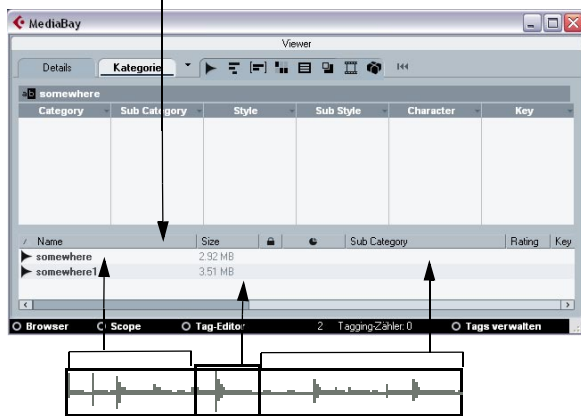 MediaBay
Viewer
Details Kategorie
ab somewhere
Category Sub Category Style Sub Style Character Key
Name Size Sub Category Rating Key
somewhere 2.92 MB
somewhere1 3.51 MB
Browser Scope Tag-Editor 2 Tagging-Zähler: 0 Tags verwalten